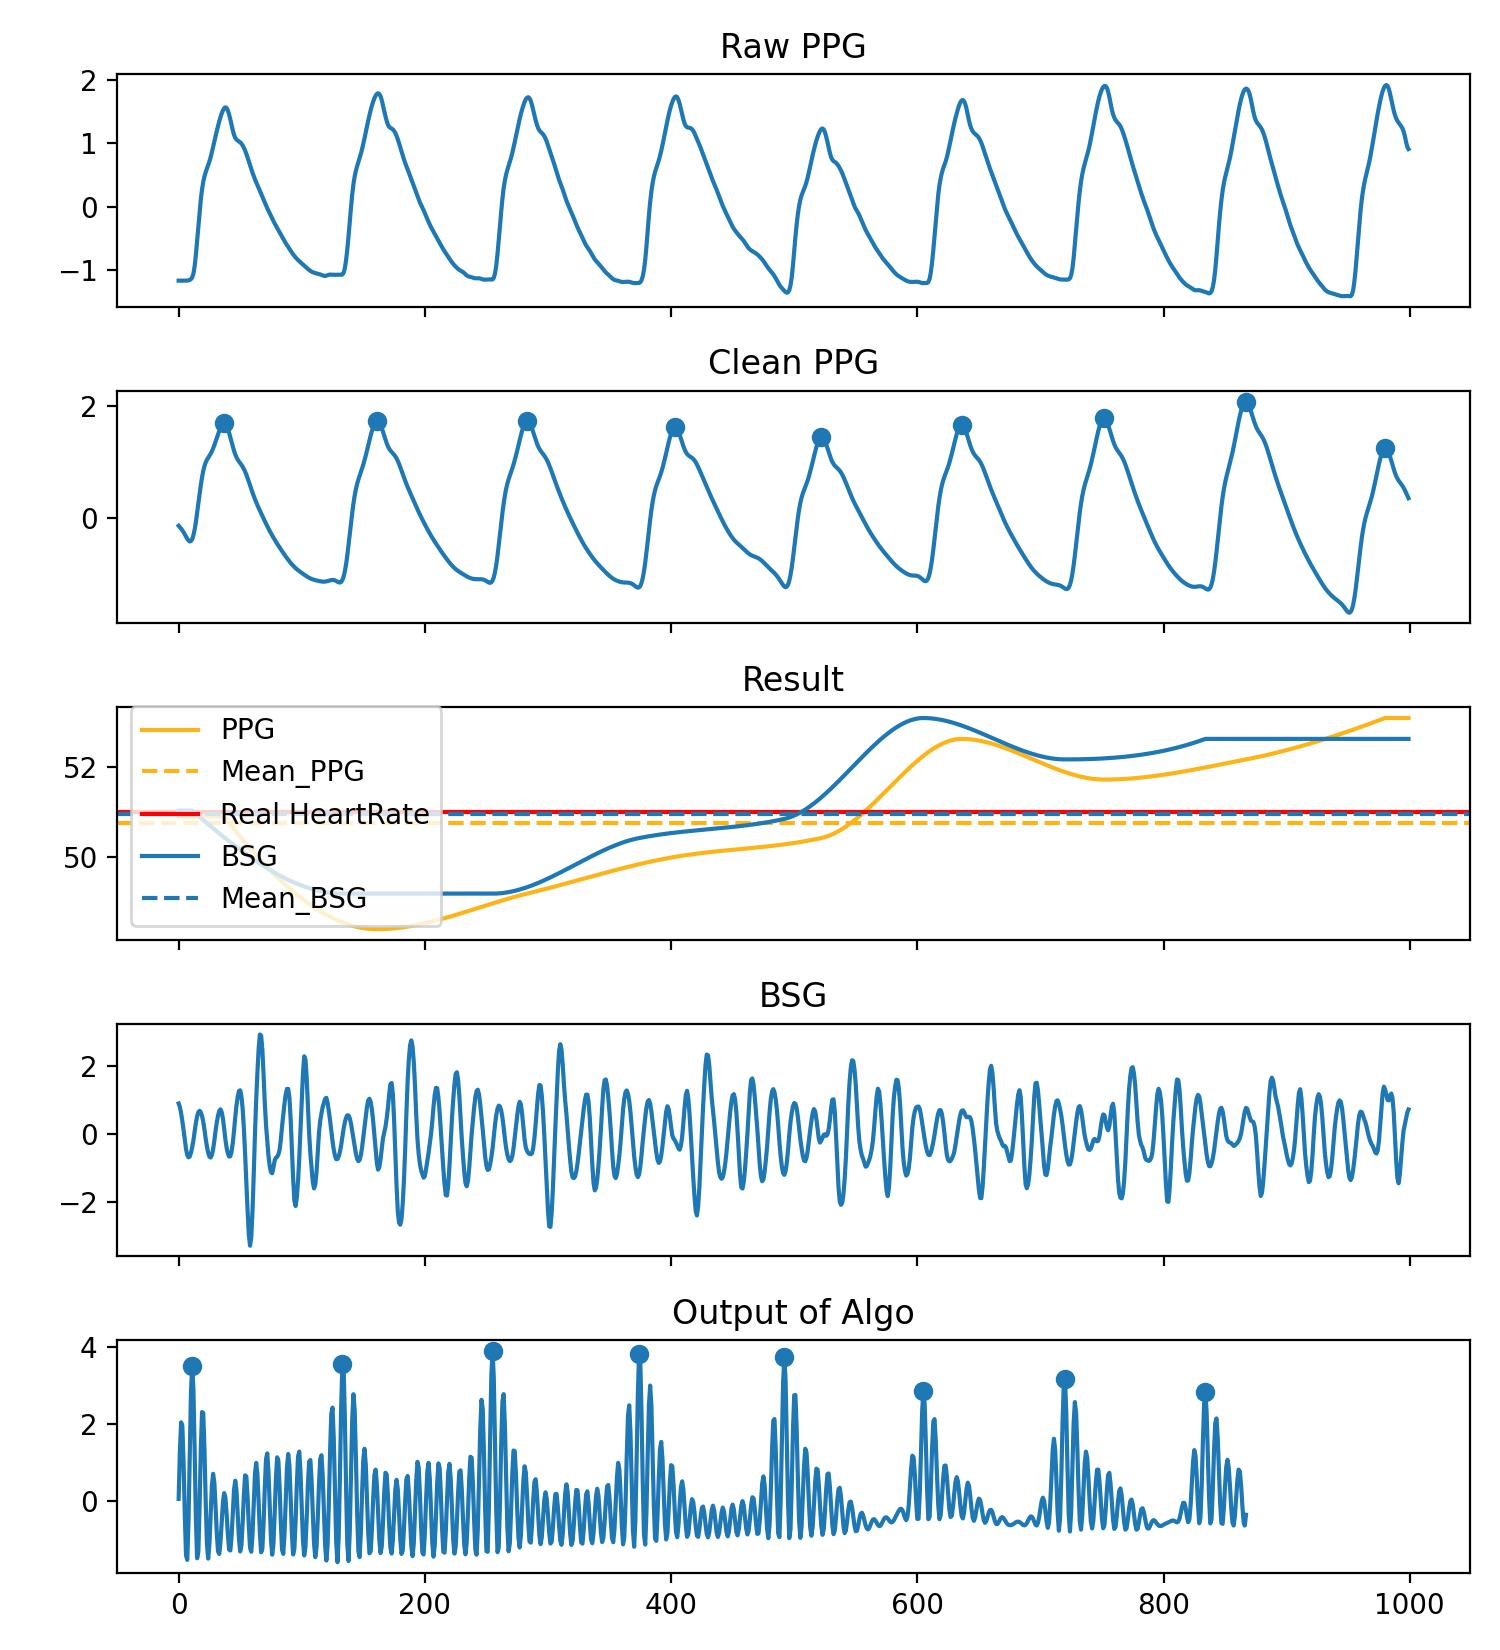 Raw PPG
2
1
0
−1
Clean PPG
2
0
Result
52
50
PPG
Mean_PPG
Real HeartRate
BSG
Mean_BSG
BSG
2
0
−2
Output of Algo
4
2
0
0 200 400 600 800 1000